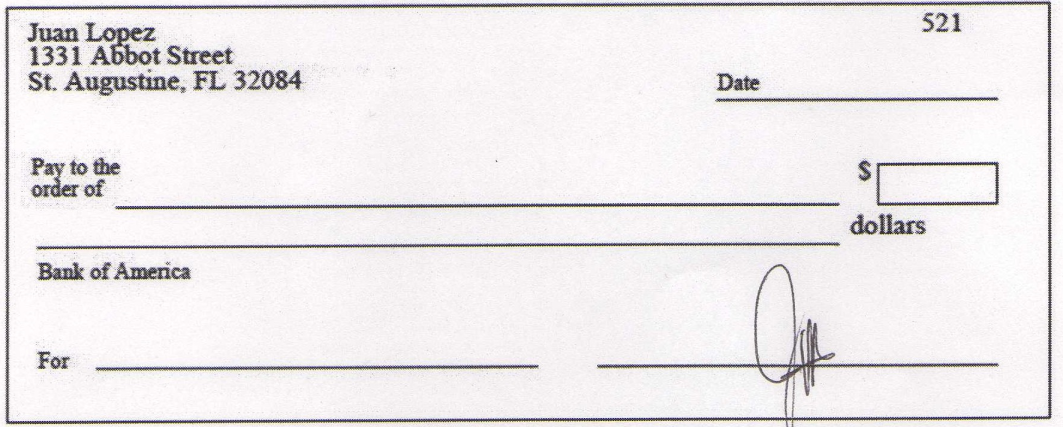 Juan Lopez
521
1331 Abbot Street
St. Augustine, FL 32084
Date
Pay to the
order of
$
dollars
Bank of America
For